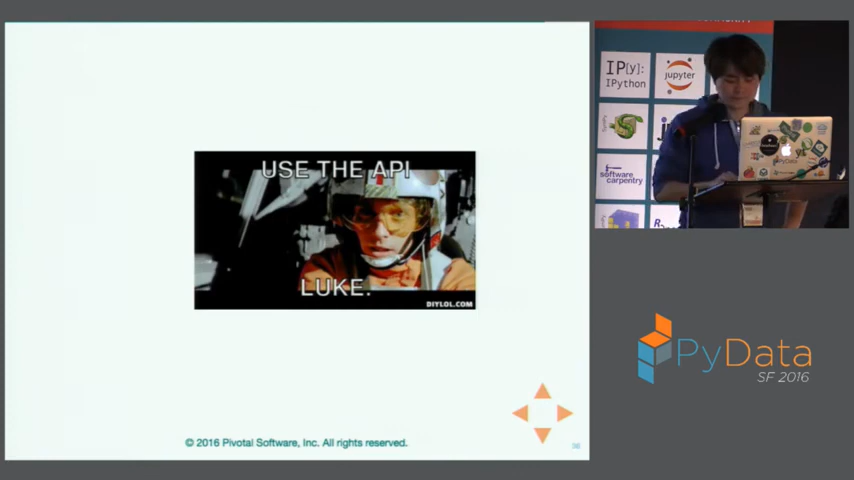 USE THE API
LUKE.
DIYLOL.COM
© 2016 Pivotal Software, Inc. All rights reserved.
IP[y]:
IPython
jupyter
software
carpentry
PyData
SF 2016